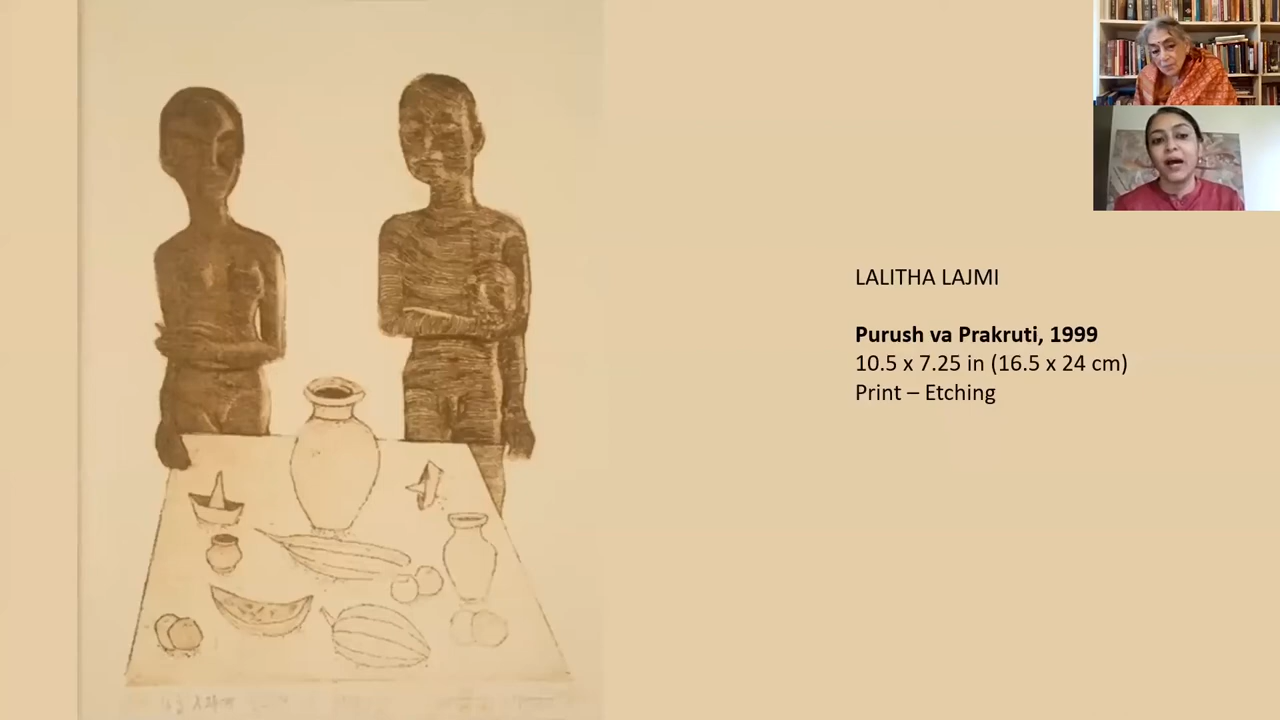 LALITHA LAJMI
Purush va Prakruti, 1999
10.5 x 7.25 in (16.5 x 24 cm)
Print – Etching